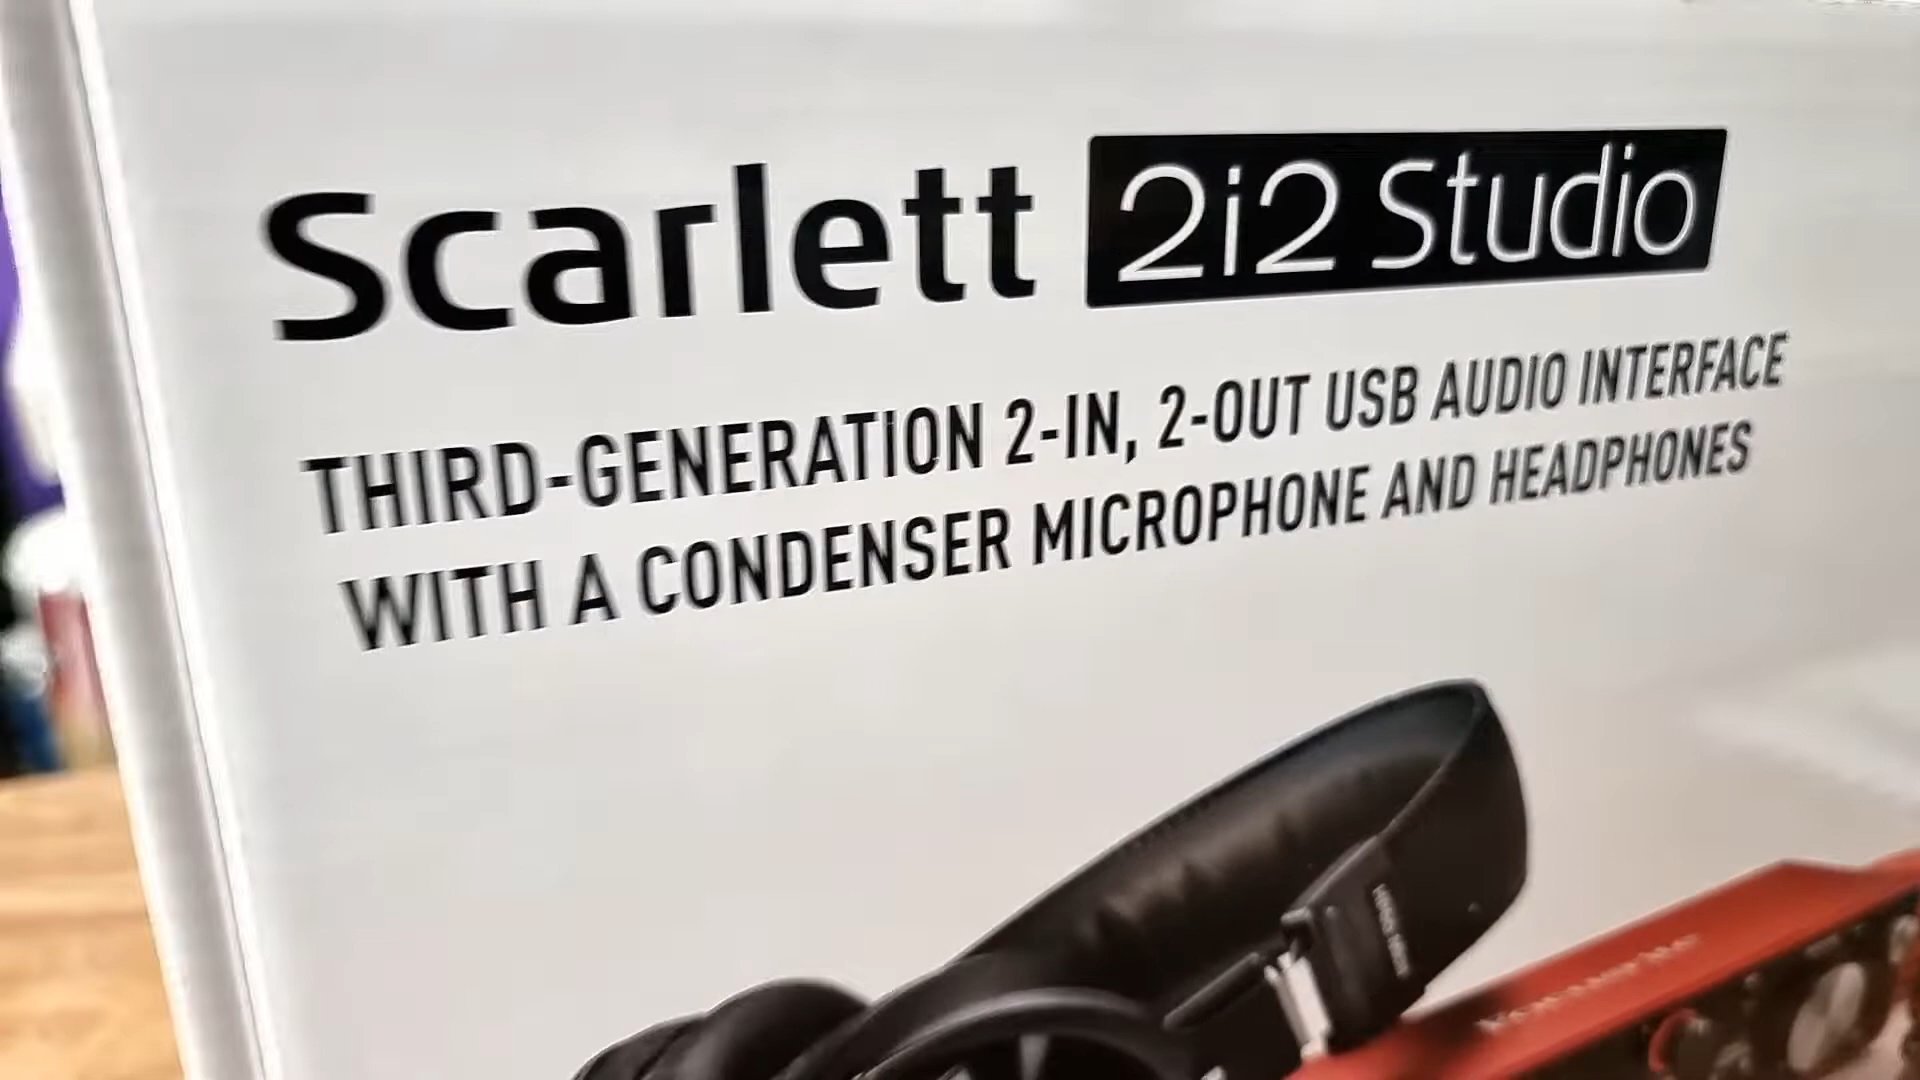 Scarlett 2i2 Studio
THIRD-GENERATION 2-IN, 2-OUT USB AUDIO INTERFACE
WITH A CONDENSER MICROPHONE AND HEADPHONES